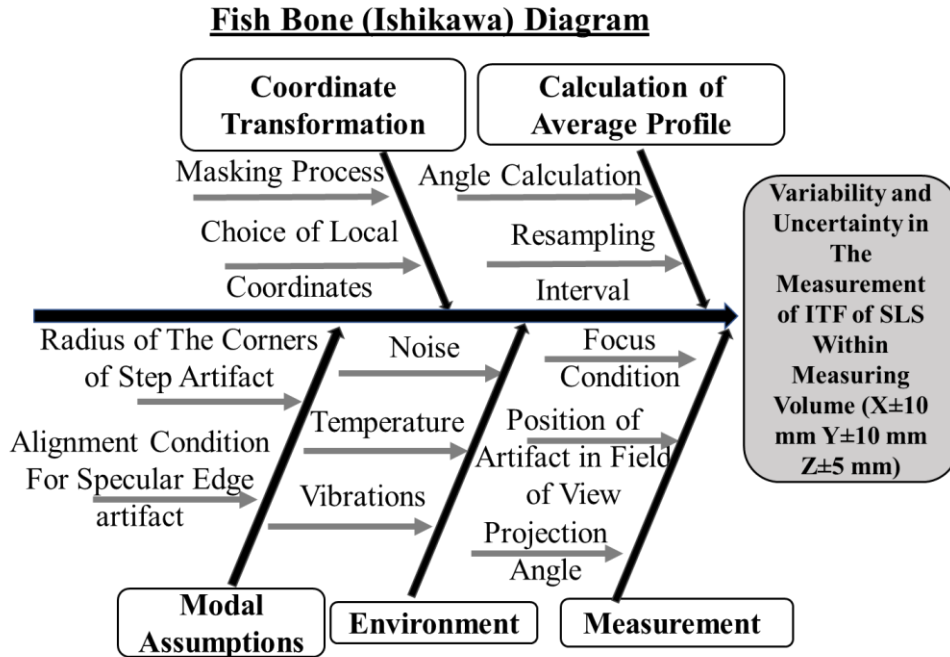 Fish Bone (Ishikawa) Diagram
Coordinate
Transformation
Calculation of
Average Profile
Masking Process
Choice of Local
Coordinates
Angle Calculation
Resampling
Interval
Variability and
Uncertainty in
The
Measurement
of ITF of SLS
Within
Measuring
Volume (X±10
mm Y±10 mm
Z±5 mm)
Radius of The Corners
of Step Artifact
Alignment Condition
For Specular Edge
artifact
Noise
Temperature
Vibrations
Focus
Condition
Position of
Artifact in Field
of View
Projection
Angle
Modal
Assumptions
Environment
Measurement